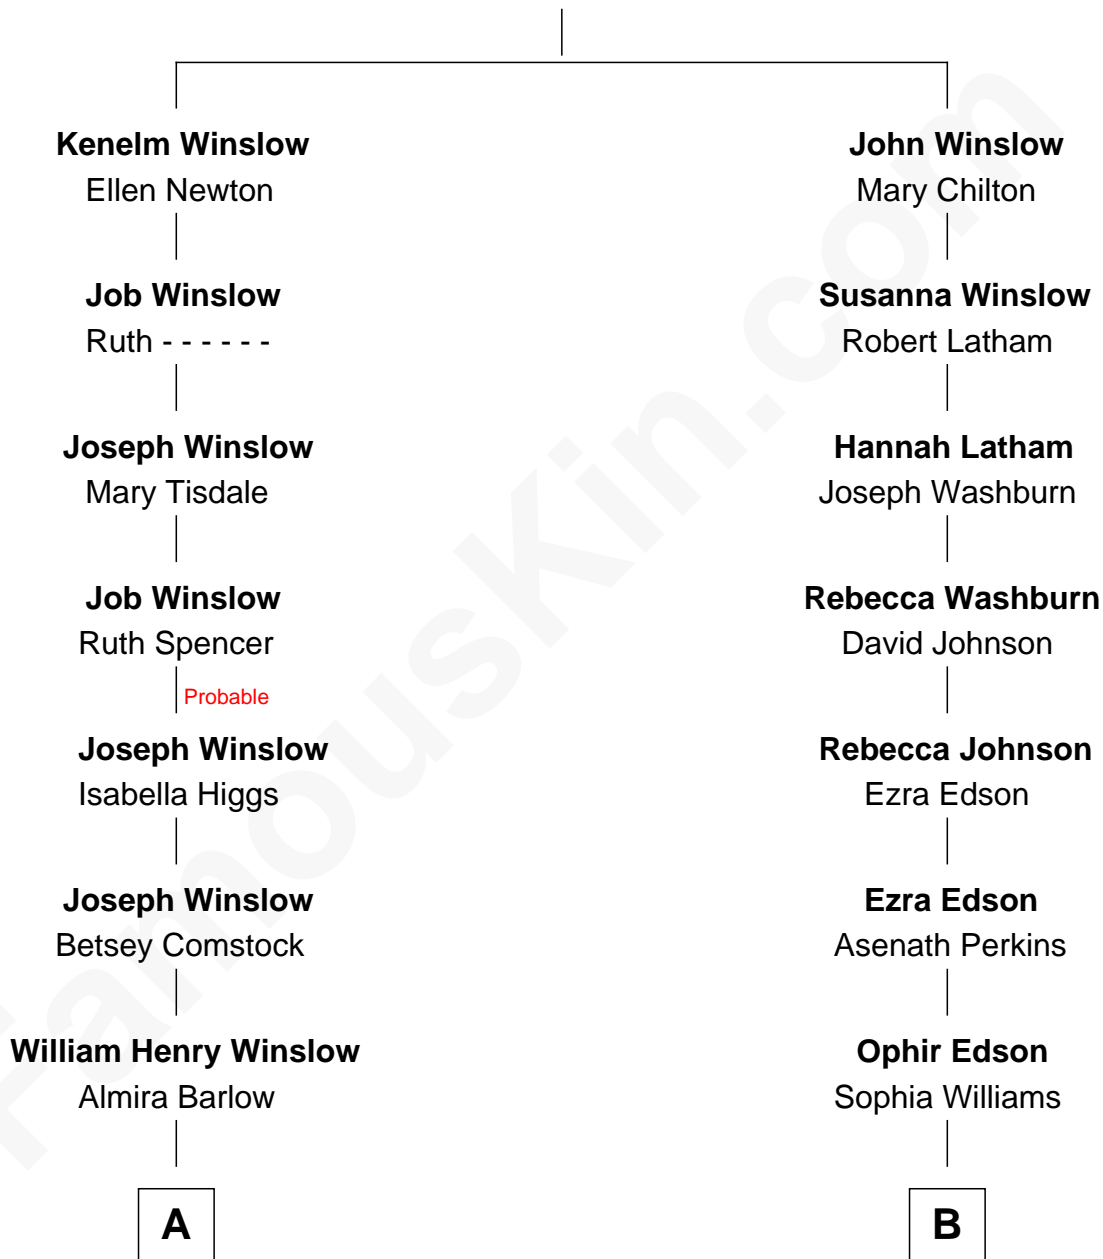 Kenelm Winslow
Ellen Newton
Job Winslow
Ruth - - - - - -
Joseph Winslow
Mary Tisdale
Job Winslow
Ruth Spencer
Probable
Joseph Winslow
Isabella Higgs
Joseph Winslow
Betsey Comstock
William Henry Winslow
Almira Barlow
A
John Winslow
Mary Chilton
Susanna Winslow
Robert Latham
Hannah Latham
Joseph Washburn
Rebecca Washburn
David Johnson
Rebecca Johnson
Ezra Edson
Ezra Edson
Asenath Perkins
Ophir Edson
Sophia Williams
B
FamousKin.com